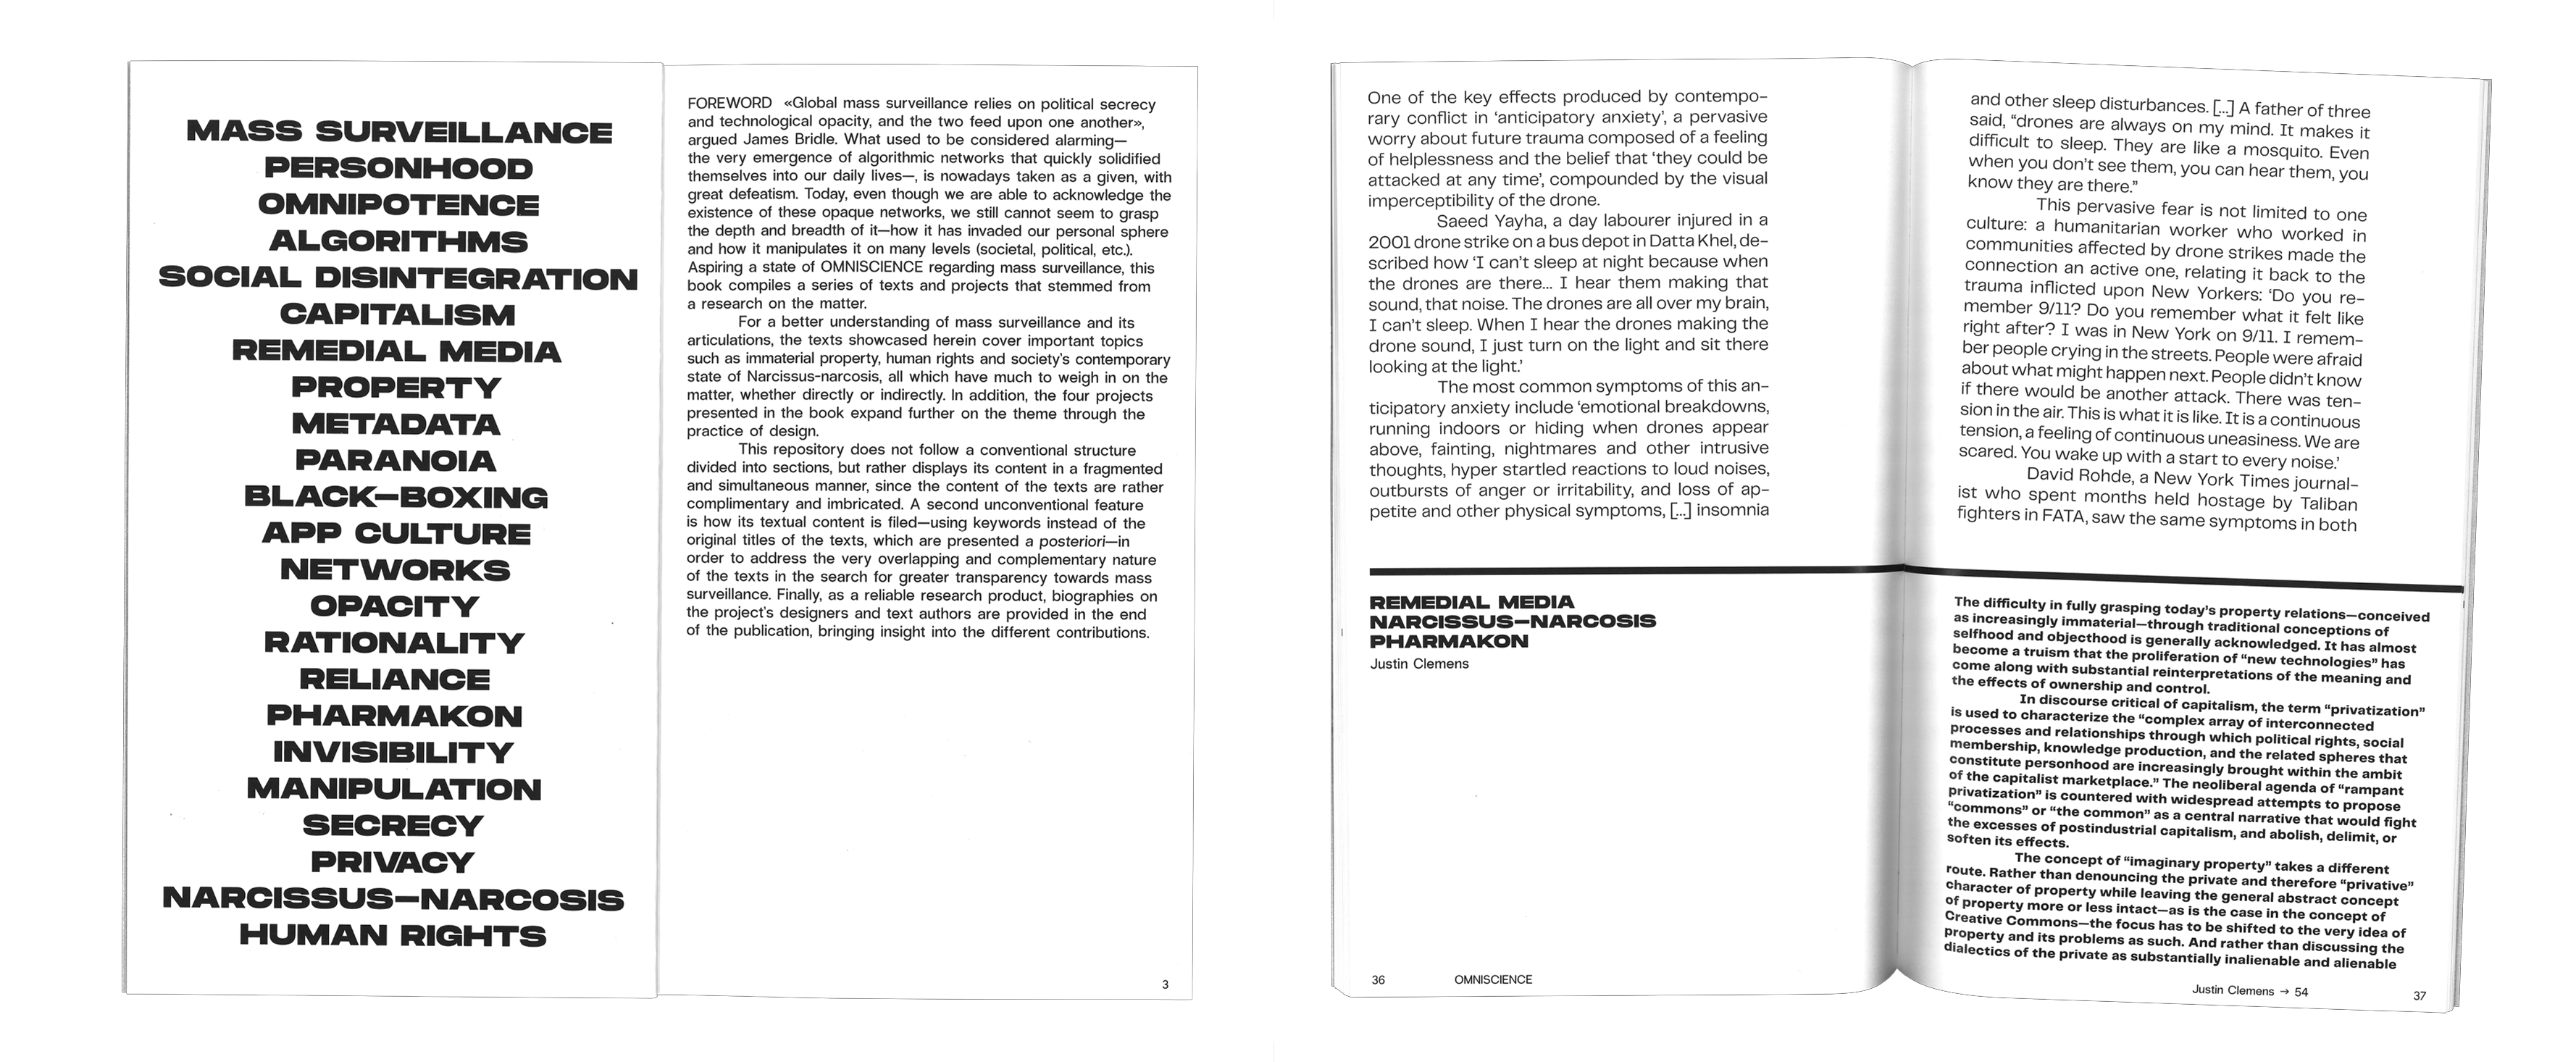 MASS SURVEILLANCE
PERSONHOOD
OMNIPOTENCE
ALGORITHMS
SOCIAL DISINTEGRATION
CAPITALISM
REMEDIAL MEDIA
PROPERTY
METADATA
PARANOIA
BLACK—BOXING
APP CULTURE
NETWORKS
OPACITY
RATIONALITY
RELIANCE
PHARMAKON
INVISIBILITY
MANIPULATION
SECRECY
PRIVACY
NARCISSUS—NARCOSIS
HUMAN RIGHTS
FOREWORD «Global mass surveillance relies on political secrecy
and technological opacity, and the two feed upon one another»,
argued James Bridle. What used to be considered alarming—
the very emergence of algorithmic networks that quickly solidified
themselves into our daily lives—, is nowadays taken as a given, with
great defeatism. Today, even though we are able to acknowledge the
existence of these opaque networks, we still cannot seem to grasp
the depth and breadth of it—how it has invaded our personal sphere
and how it manipulates it on many levels (societal, political, etc.).
Aspiring a state of OMNISCIENCE regarding mass surveillance, this
book compiles a series of texts and projects that stemmed from
a research on the matter.
For a better understanding of mass surveillance and its
articulations, the texts showcased herein cover important topics
such as immaterial property, human rights and society's contemporary
state of Narcissus-narcosis, all which have much to weigh in on the
matter, whether directly or indirectly. In addition, the four projects
presented in the book expand further on the theme through the
practice of design.
This repository does not follow a conventional structure
divided into sections, but rather displays its content in a fragmented
and simultaneous manner, since the content of the texts are rather
complimentary and imbricated. A second unconventional feature
is how its textual content is filed—using keywords instead of the
original titles of the texts, which are presented a posteriori—in
order to address the very overlapping and complementary nature
of the texts in the search for greater transparency towards mass
surveillance. Finally, as a reliable research product, biographies on
the project's designers and text authors are provided in the end
of the publication, bringing insight into the different contributions.
3
One of the key effects produced by contempo-
rary conflict in ‘anticipatory anxiety’, a pervasive
worry about future trauma composed of a feeling
of helplessness and the belief that ‘they could be
attacked at any time’, compounded by the visual
imperceptibility of the drone.
Saeed Yayha, a day labourer injured in a
2001 drone strike on a bus depot in Datta Khel, de-
scribed how ‘I can’t sleep at night because when
the drones are there... I hear them making that
sound, that noise. The drones are all over my brain,
I can’t sleep. When I hear the drones making the
drone sound, I just turn on the light and sit there
looking at the light.’
The most common symptoms of this an-
ticipatory anxiety include ‘emotional breakdowns,
running indoors or hiding when drones appear
above, fainting, nightmares and other intrusive
thoughts, hyper startled reactions to loud noises,
outbursts of anger or irritability, and loss of ap-
petite and other physical symptoms, [...] insomnia
REMEDIAL MEDIA
NARCISSUS—NARCOSIS
PHARMAKON
Justin Clemens
36 OMNISCIENCE
and other sleep disturbances. [...] A father of three
said, “drones are always on my mind. It makes it
difficult to sleep. They are like a mosquito. Even
when you don’t see them, you can hear them, you
know they are there.”
This pervasive fear is not limited to one
culture: a humanitarian worker who worked in
communities affected by drone strikes made the
connection an active one, relating it back to the
trauma inflicted upon New Yorkers: ‘Do you re-
member 9/11? Do you remember what it felt like
right after? I was in New York on 9/11. I remem-
ber people crying in the streets. People were afraid
about what might happen next. People didn’t know
if there would be another attack. There was ten-
sion in the air. This is what it is like. It is a continuous
tension, a feeling of continuous uneasiness. We are
scared. You wake up with a start to every noise.’
David Rohde, a New York Times journal-
ist who spent months held hostage by Taliban
fighters in FATA, saw the same symptoms in both
The difficulty in fully grasping today’s property relations—conceived
as increasingly immaterial—through traditional conceptions of
selfhood and objecthood is generally acknowledged. It has almost
become a truism that the proliferation of “new technologies” has
come along with substantial reinterpretations of the meaning and
the effects of ownership and control.
In discourse critical of capitalism, the term “privatization”
is used to characterize the “complex array of interconnected
processes and relationships through which political rights, social
membership, knowledge production, and the related spheres that
constitute personhood are increasingly brought within the ambit
of the capitalist marketplace.” The neoliberal agenda of “rampant
privatization” is countered with widespread attempts to propose
“commons” or “the common” as a central narrative that would fight
the excesses of postindustrial capitalism, and abolish, delimit, or
soften its effects.
The concept of “imaginary property” takes a different
route. Rather than denouncing the private and therefore “privative”
character of property while leaving the general abstract concept
of property more or less intact—as is the case in the concept of
Creative Commons—the focus has to be shifted to the very idea of
property and its problems as such. And rather than discussing the
dialectics of the private as substantially inalienable and alienable
Justin Clemens → 54 37